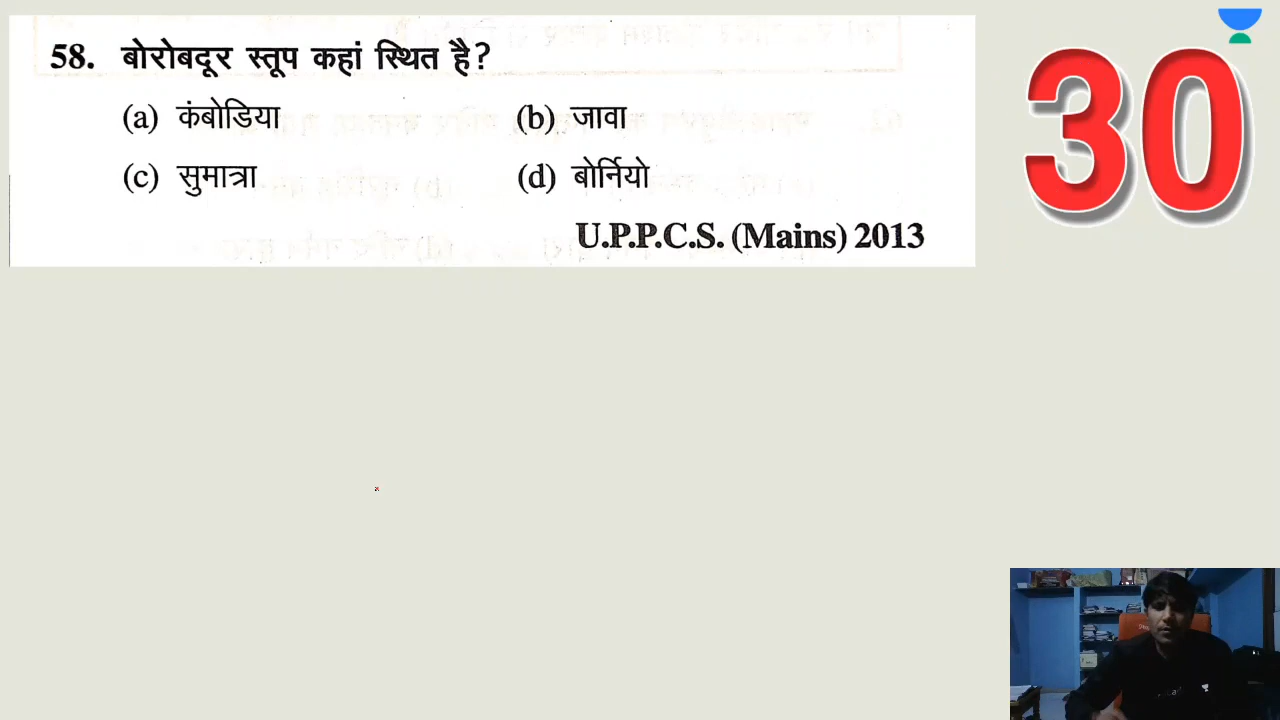 58. बोरोबदूर स्तूप कहां स्थित है?
(a) कंबोडिया (b) जावा
(c) सुमात्रा (d) बोर्नियो
U.P.P.C.S. (Mains) 2013
30